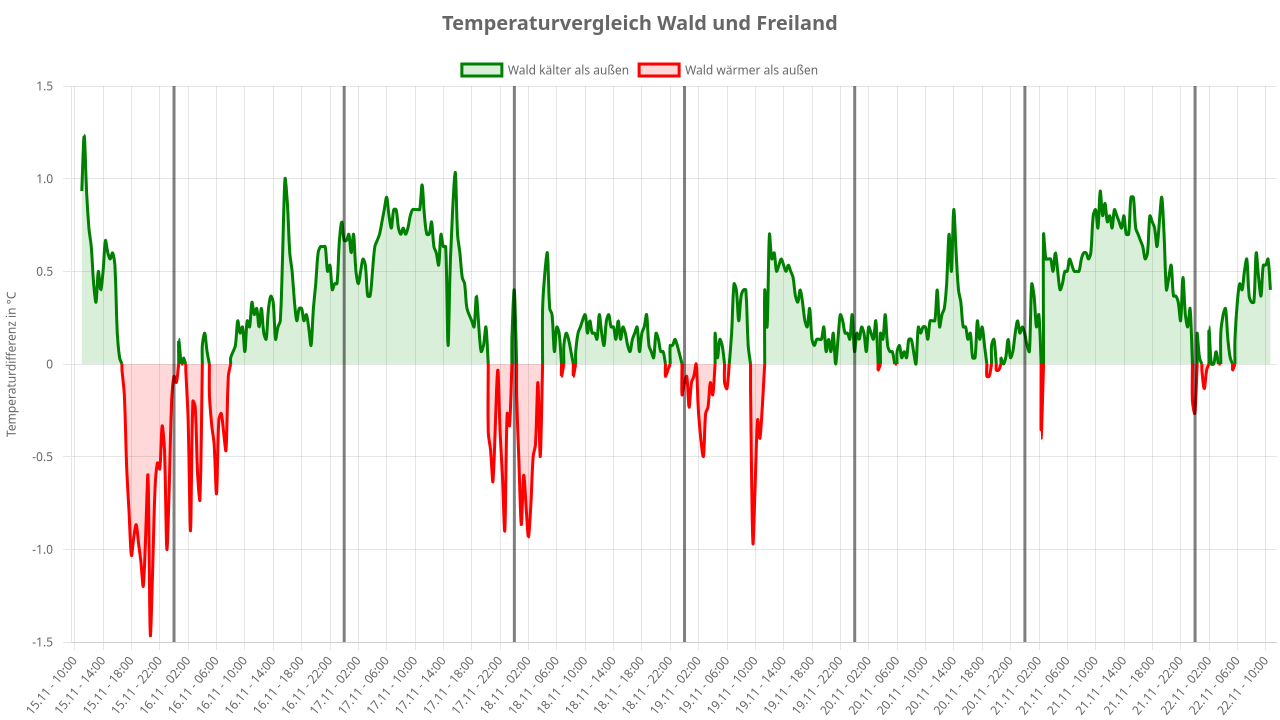 Temperaturvergleich Wald und Freiland
Wald kälter als außen
Wald wärmer als außen
Temperaturdifferenz in °C
1.5
1.0
0.5
0
-0.5
-1.0
-1.5
15.11 - 10:00
15.11 - 14:00
15.11 - 18:00
15.11 - 22:00
16.11 - 02:00
16.11 - 06:00
16.11 - 10:00
16.11 - 14:00
16.11 - 18:00
16.11 - 22:00
17.11 - 02:00
17.11 - 06:00
17.11 - 10:00
17.11 - 14:00
17.11 - 18:00
17.11 - 22:00
18.11 - 02:00
18.11 - 06:00
18.11 - 10:00
18.11 - 14:00
18.11 - 18:00
18.11 - 22:00
19.11 - 02:00
19.11 - 06:00
19.11 - 10:00
19.11 - 14:00
19.11 - 18:00
19.11 - 22:00
20.11 - 02:00
20.11 - 06:00
20.11 - 10:00
20.11 - 14:00
20.11 - 18:00
20.11 - 22:00
21.11 - 02:00
21.11 - 06:00
21.11 - 10:00
21.11 - 14:00
21.11 - 18:00
21.11 - 22:00
22.11 - 02:00
22.11 - 06:00
22.11 - 10:00